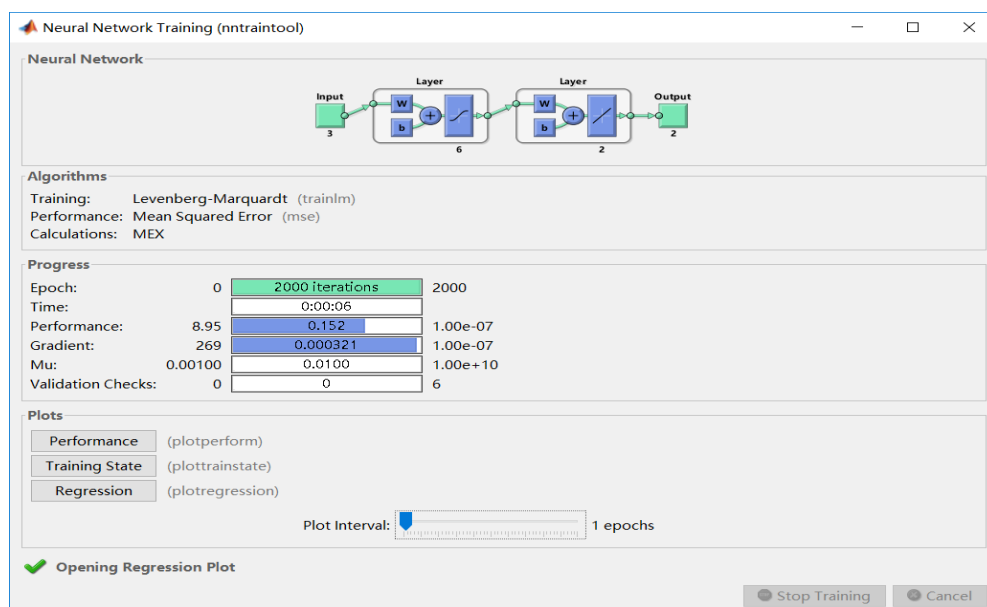 Neural Network Training (nntraintool)
Neural Network
Layer Layer
Input Output
W W
+ +
b b
3 2
6 2
Algorithms
Training: Levenberg-Marquardt (trainlm)
Performance: Mean Squared Error (mse)
Calculations: MEX
Progress
Epoch: 0 2000 iterations 2000
Time: 0:00:06
Performance: 8.95 0.152 1.00e-07
Gradient: 269 0.000321 1.00e-07
Mu: 0.00100 0.0100 1.00e+10
Validation Checks: 0 0 6
Plots
Performance (plotperform)
Training State (plottrainstate)
Regression (plotregression)
Plot Interval: 1 epochs
Opening Regression Plot
Stop Training Cancel